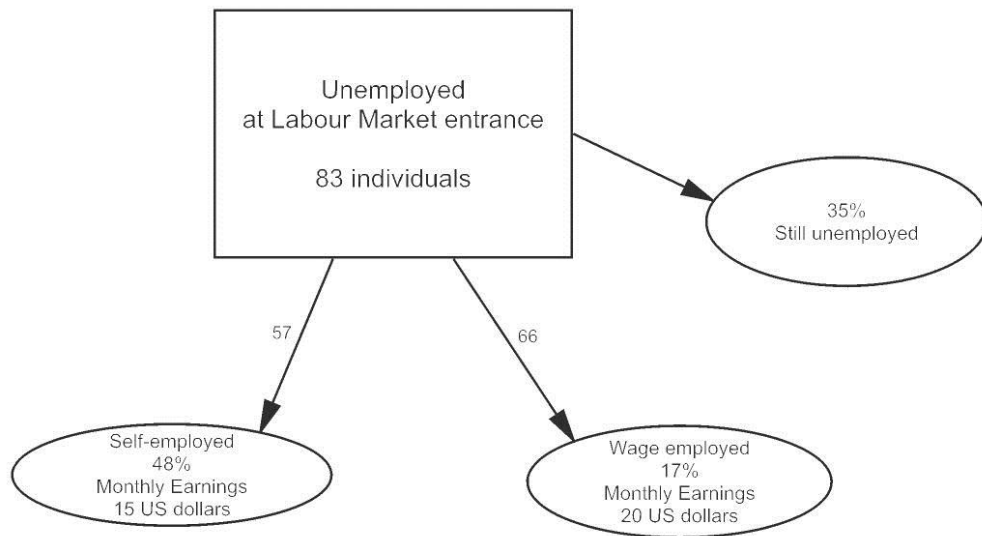 Unemployed
at Labour Market entrance
83 individuals
35%
Still unemployed
57
66
Self-employed
48%
Monthly Earnings
15 US dollars
Wage employed
17%
Monthly Earnings
20 US dollars